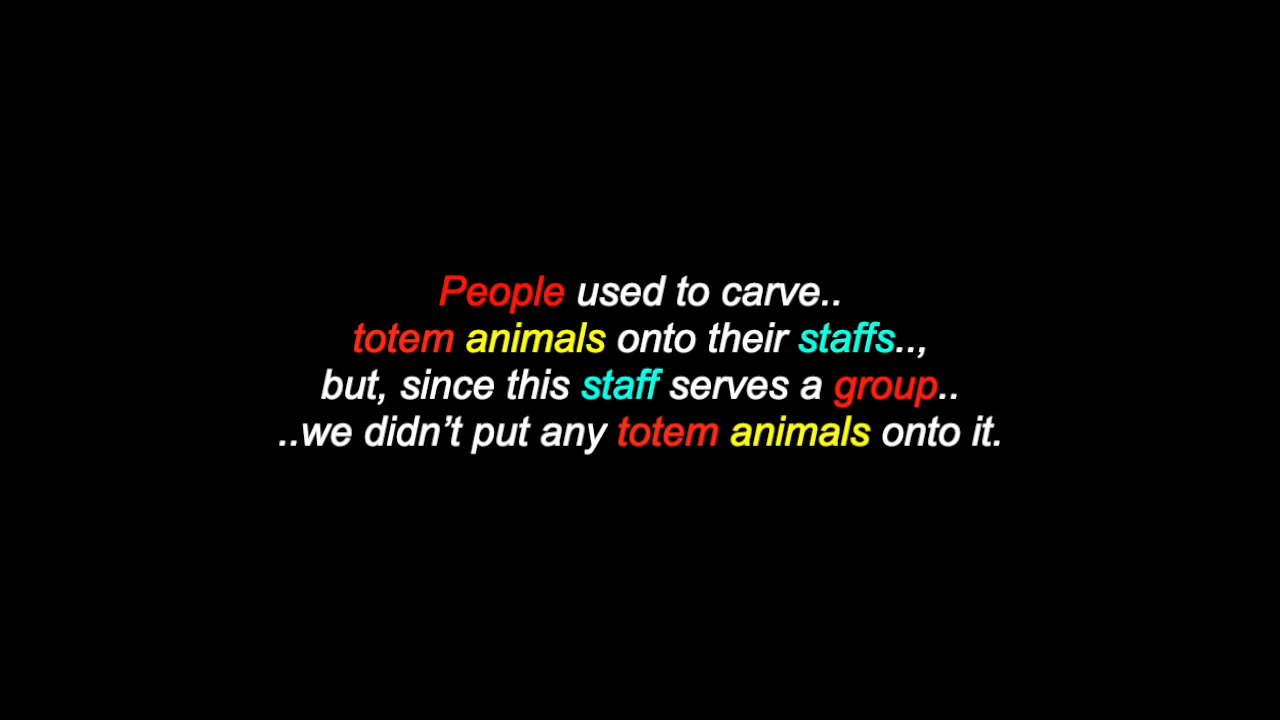 People used to carve..
totem animals onto their staffs..,
but, since this staff serves a group..
..we didn’t put any totem animals onto it.